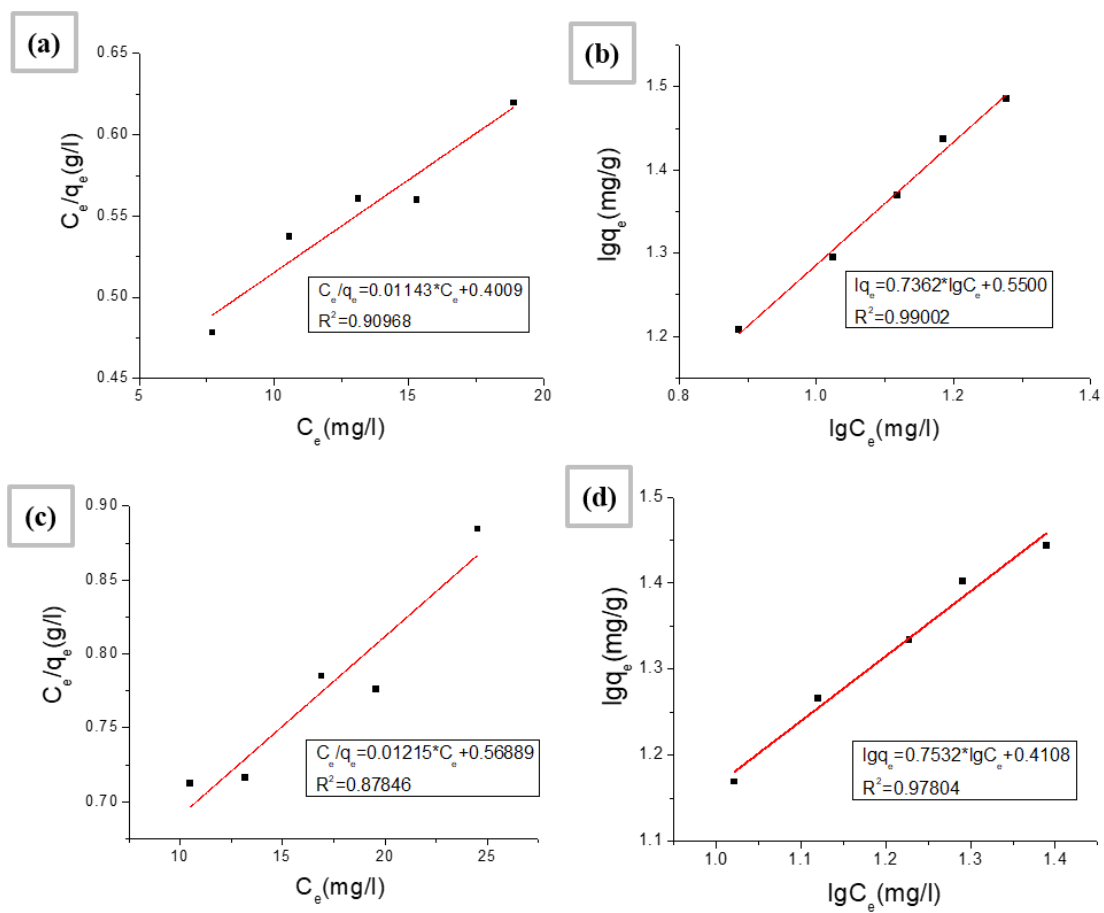 (a)
0.65
0.60
0.55
0.50
0.45
5
10
15
20
Ce/qe(g/l)
Ce(mg/l)
Ce/qe=0.01143*Ce+0.4009
R²=0.90968
(b)
1.5
1.4
1.3
1.2
0.8
1.0
1.2
1.4
lgqe(mg/g)
lgCe(mg/l)
lqe=0.7362*lgCe+0.5500
R²=0.99002
(c)
0.90
0.85
0.80
0.75
0.70
10
15
20
25
Ce/qe(g/l)
Ce(mg/l)
Ce/qe=0.01215*Ce+0.56889
R²=0.87846
(d)
1.5
1.4
1.3
1.2
1.1
1.0
1.1
1.2
1.3
1.4
lgqe(mg/g)
lgCe(mg/l)
lgqe=0.7532*lgCe+0.4108
R²=0.97804